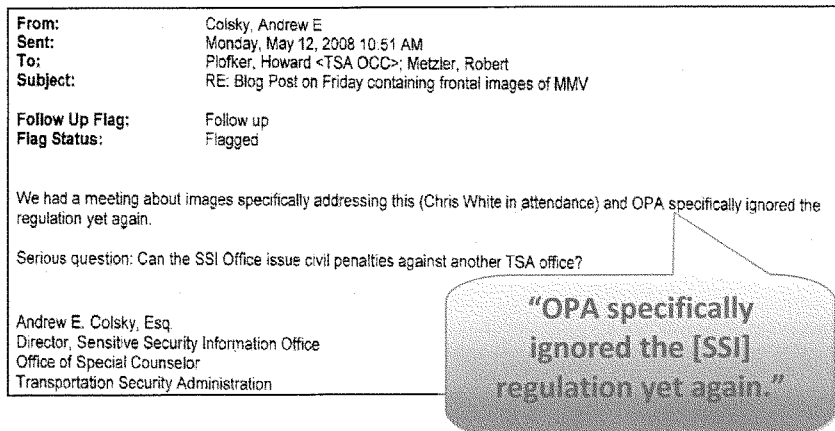 From: Colsky, Andrew E
Sent: Monday, May 12, 2008 10:51 AM
To: Plofker, Howard <TSA OCC>; Metzler, Robert
Subject: RE: Blog Post on Friday containing frontal images of MMV
Follow Up Flag: Follow up
Flag Status: Flagged
We had a meeting about images specifically addressing this (Chris White in attendance) and OPA specifically ignored the
regulation yet again.
Serious question: Can the SSI Office issue civil penalties against another TSA office?
Andrew E. Colsky, Esq.
Director, Sensitive Security Information Office
Office of Special Counselor
Transportation Security Administration
“OPA specifically
ignored the [SSI]
regulation yet again.”